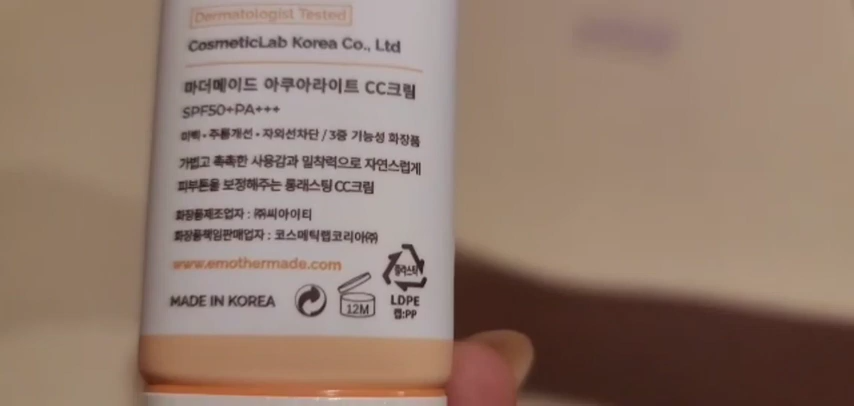 Dermatologist Tested
CosmeticLab Korea Co., Ltd
마더메이드 아쿠아라이트 CC크림
SPF50+PA+++
미백·주름개선·자외선차단 / 3중 기능성 화장품
가볍고 촉촉한 사용감과 밀착력으로 자연스럽게
피부톤을 보정해주는 롱래스팅 CC크림
화장품제조업자 : ㈜씨아이티
화장품책임판매업자 : 코스메틱랩코리아㈜
www.emothermade.com
플라스틱
MADE IN KOREA
12M
LDPE
캡:PP